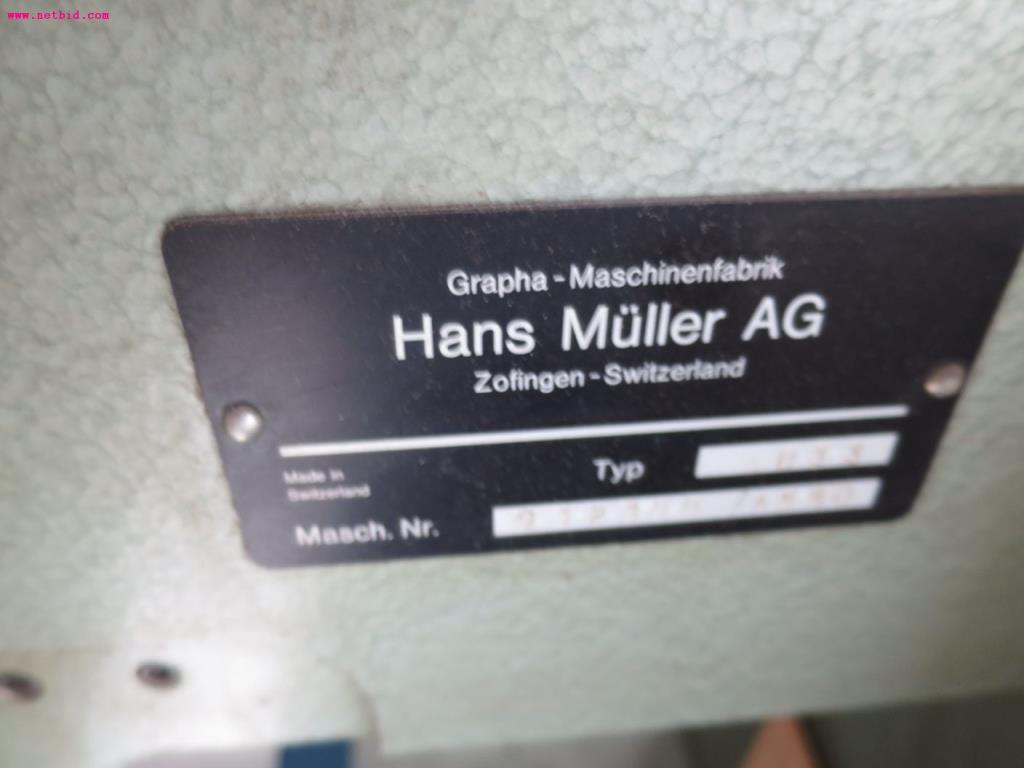 www.netbid.com
Grapha - Maschinenfabrik
Hans Müller AG
Zofingen - Switzerland
Made in
Switzerland
Typ
Masch. Nr.